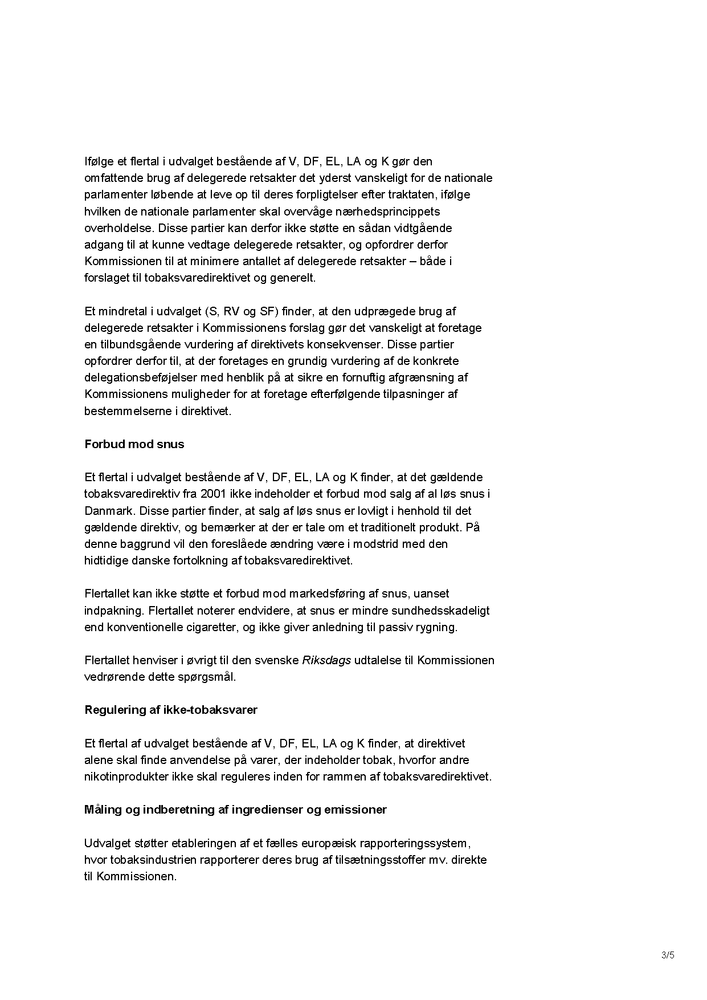 Ifølge et flertal i udvalget bestående af V, DF, EL, LA og K gør den
omfattende brug af delegerede retsakter det yderst vanskeligt for de nationale
parlamenter løbende at leve op til deres forpligtelser efter traktaten, ifølge
hvilken de nationale parlamenter skal overvåge nærhedsprincippets
overholdelse. Disse partier kan derfor ikke støtte en sådan vidtgående
adgang til at kunne vedtage delegerede retsakter, og opfordrer derfor
Kommissionen til at minimere antallet af delegerede retsakter – både i
forslaget til tobaksvaredirektivet og generelt.
Et mindretal i udvalget (S, RV og SF) finder, at den udprægede brug af
delegerede retsakter i Kommissionens forslag gør det vanskeligt at foretage
en tilbundsgående vurdering af direktivets konsekvenser. Disse partier
opfordrer derfor til, at der foretages en grundig vurdering af de konkrete
delegationsbeføjelser med henblik på at sikre en fornuftig afgrænsning af
Kommissionens muligheder for at foretage efterfølgende tilpasninger af
bestemmelserne i direktivet.
Forbud mod snus
Et flertal i udvalget bestående af V, DF, EL, LA og K finder, at det gældende
tobaksvaredirektiv fra 2001 ikke indeholder et forbud mod salg af al løs snus i
Danmark. Disse partier finder, at salg af løs snus er lovligt i henhold til det
gældende direktiv, og bemærker at der er tale om et traditionelt produkt. På
denne baggrund vil den foreslåede ændring være i modstrid med den
hidtidige danske fortolkning af tobaksvaredirektivet.
Flertallet kan ikke støtte et forbud mod markedsføring af snus, uanset
indpakning. Flertallet noterer endvidere, at snus er mindre sundhedsskadeligt
end konventionelle cigaretter, og ikke giver anledning til passiv rygning.
Flertallet henviser i øvrigt til den svenske Riksdags udtalelse til Kommissionen
vedrørende dette spørgsmål.
Regulering af ikke-tobaksvarer
Et flertal af udvalget bestående af V, DF, EL, LA og K finder, at direktivet
alene skal finde anvendelse på varer, der indeholder tobak, hvorfor andre
nikotinprodukter ikke skal reguleres inden for rammen af tobaksvaredirektivet.
Måling og indberetning af ingredienser og emissioner
Udvalget støtter etableringen af et fælles europæisk rapporteringssystem,
hvor tobaksindustrien rapporterer deres brug af tilsætningsstoffer mv. direkte
til Kommissionen.
3/5